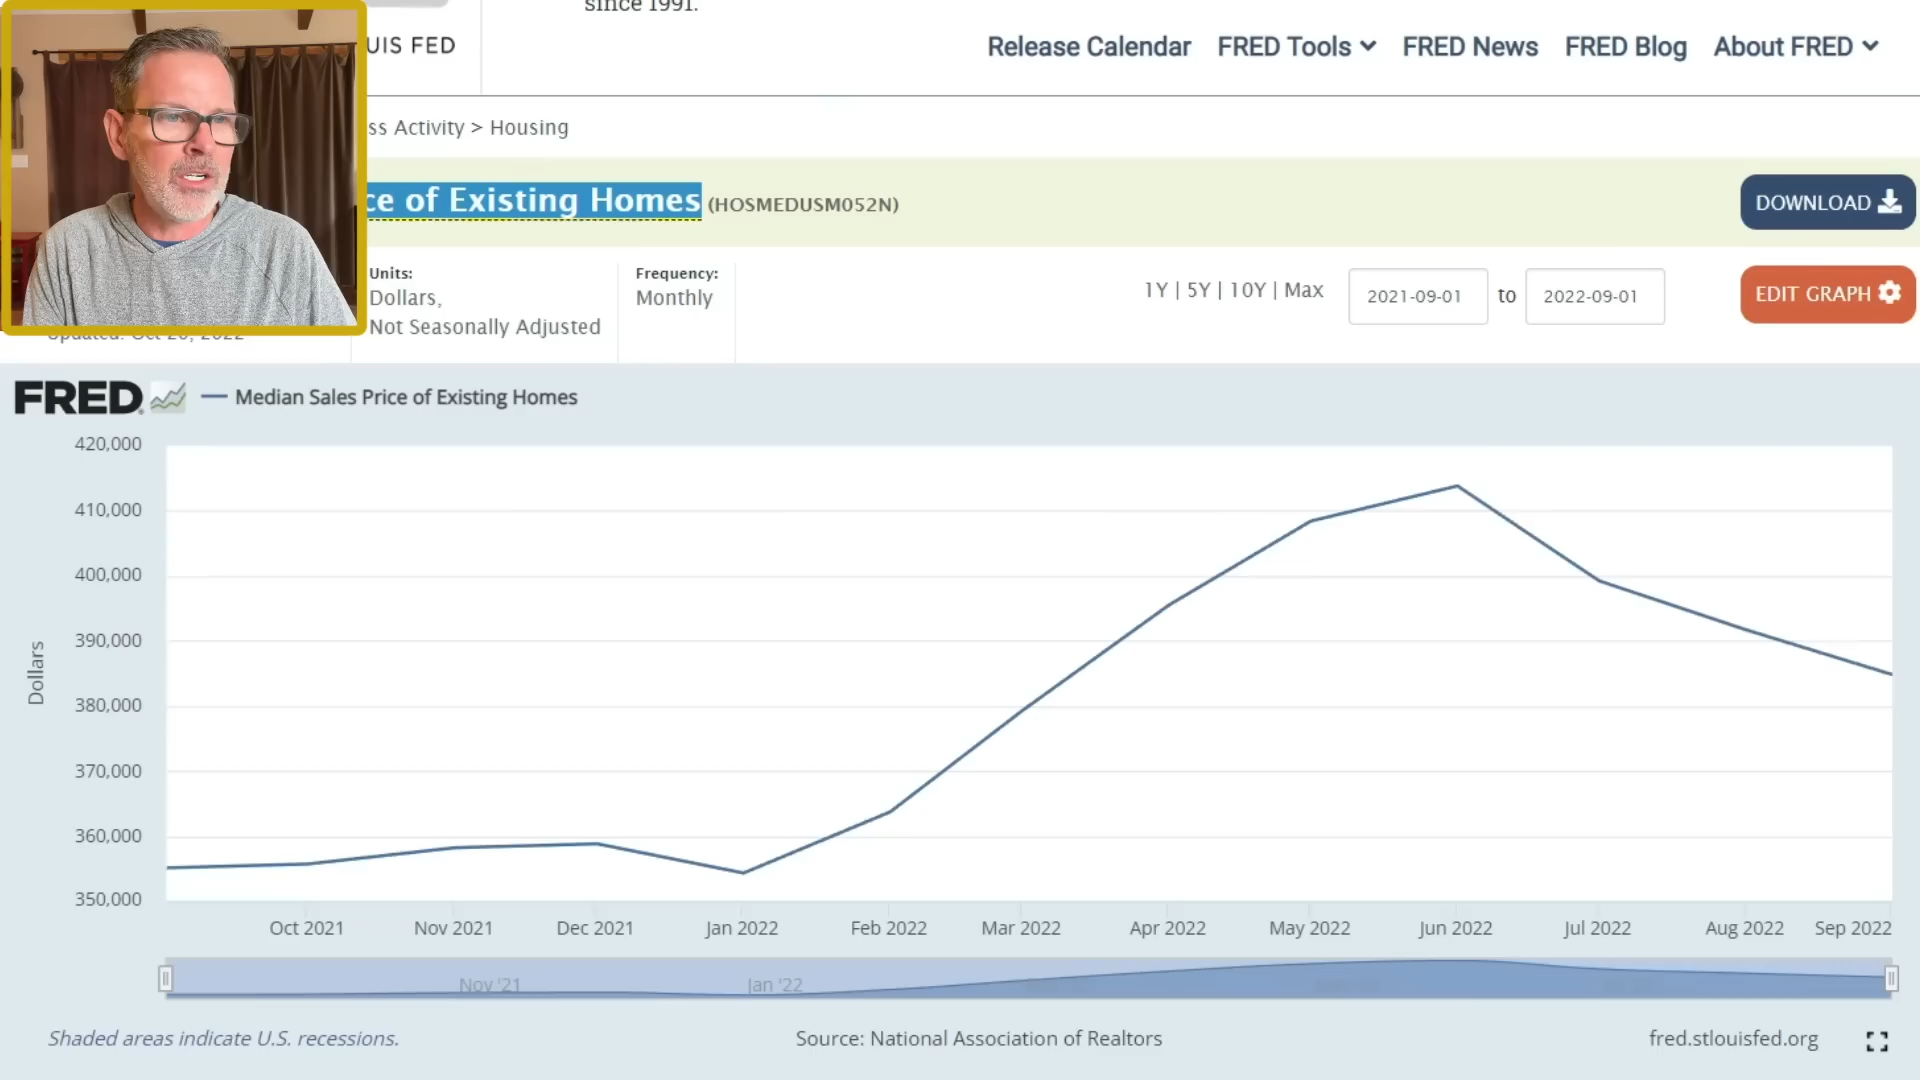 since 1991.
UIS FED
Release Calendar FRED Tools FRED News FRED Blog About FRED
ss Activity > Housing
ce of Existing Homes (HOSMEDUSM052N)
DOWNLOAD
Units:
Dollars,
Not Seasonally Adjusted
Frequency:
Monthly
1Y | 5Y | 10Y | Max 2021-09-01 to 2022-09-01
EDIT GRAPH
Updated: Oct 20, 2022
FRED Median Sales Price of Existing Homes
420,000
410,000
400,000
390,000
380,000
370,000
360,000
350,000
Dollars
Oct 2021 Nov 2021 Dec 2021 Jan 2022 Feb 2022 Mar 2022 Apr 2022 May 2022 Jun 2022 Jul 2022 Aug 2022 Sep 2022
Nov '21 Jan '22
Shaded areas indicate U.S. recessions. Source: National Association of Realtors fred.stlouisfed.org